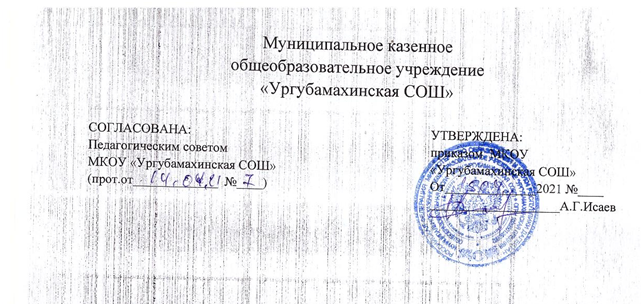 Муниципальное казенное
общеобразовательное учреждение
«Ургубамахинская СОШ»
СОГЛАСОВАНА:
Педагогическим советом
МКОУ «Ургубамахинская СОШ»
(прот.от 14.04.21 № 7)
УТВЕРЖДЕНА:
приказом МКОУ
«Ургубамахинская СОШ»
От 2021 №____
А.Г.Исаев